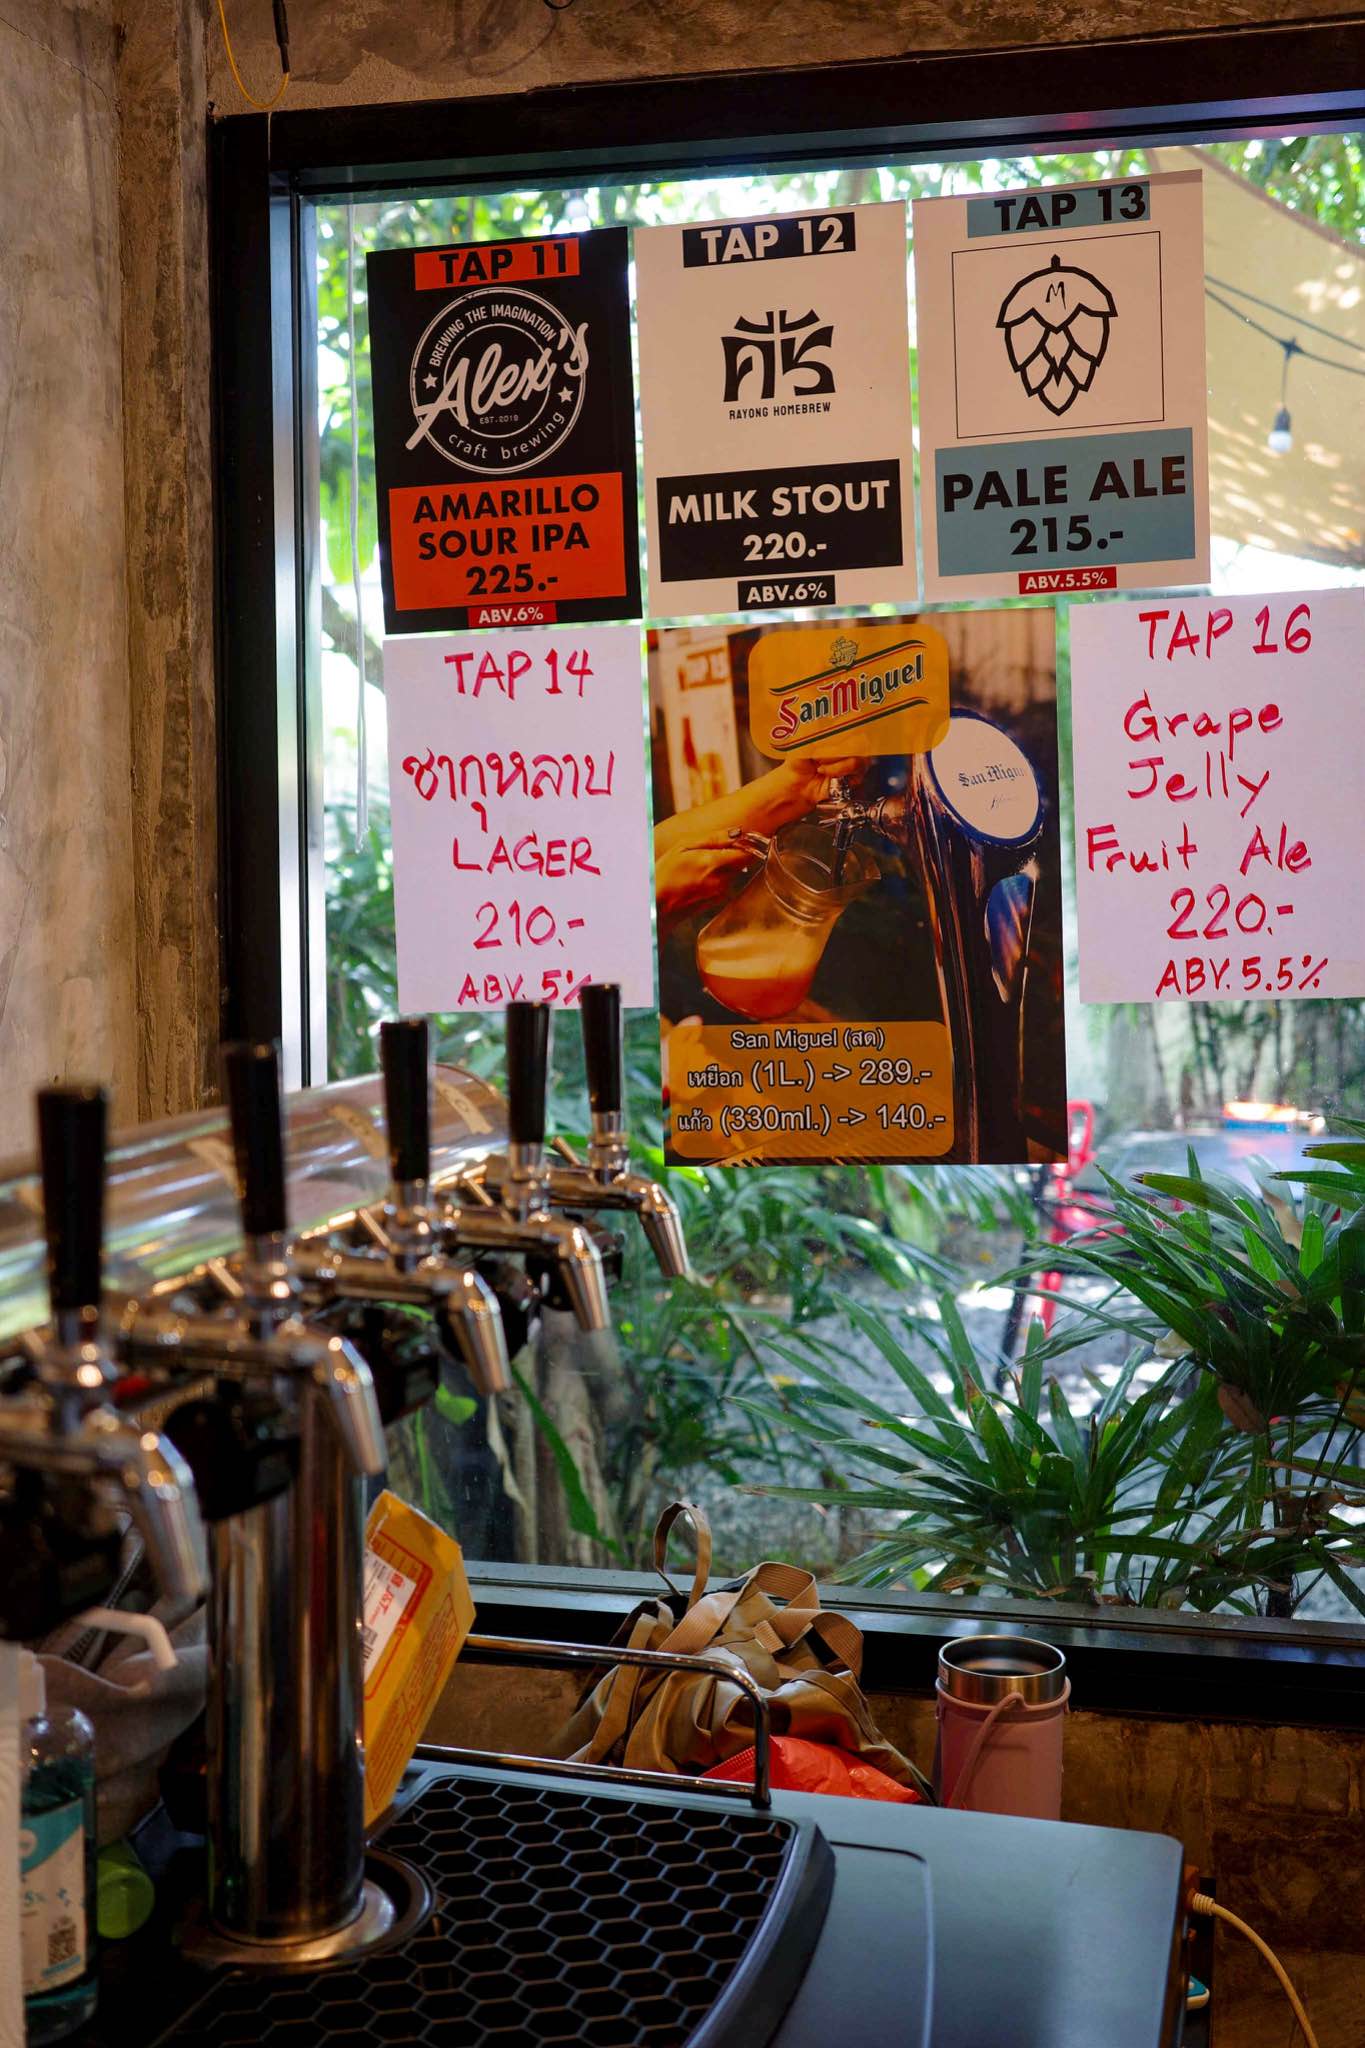 TAP 11
BREWING THE IMAGINATION
Alex's
EST.2019
craft brewing
AMARILLO
SOUR IPA
225.-
ABV.6%
TAP 12
RAYONG HOMEBREW
MILK STOUT
220.-
ABV.6%
TAP 13
M
PALE ALE
215.-
ABV.5.5%
TAP 14
ชากุหลาบ
LAGER
210.-
ABV. 5%
San Miguel
San Migu
San Miguel (สด)
เหยือก (1L.) -> 289.-
แก้ว (330ml.) -> 140.-
TAP 16
Grape
Jelly
Fruit Ale
220.-
ABV. 5.5%